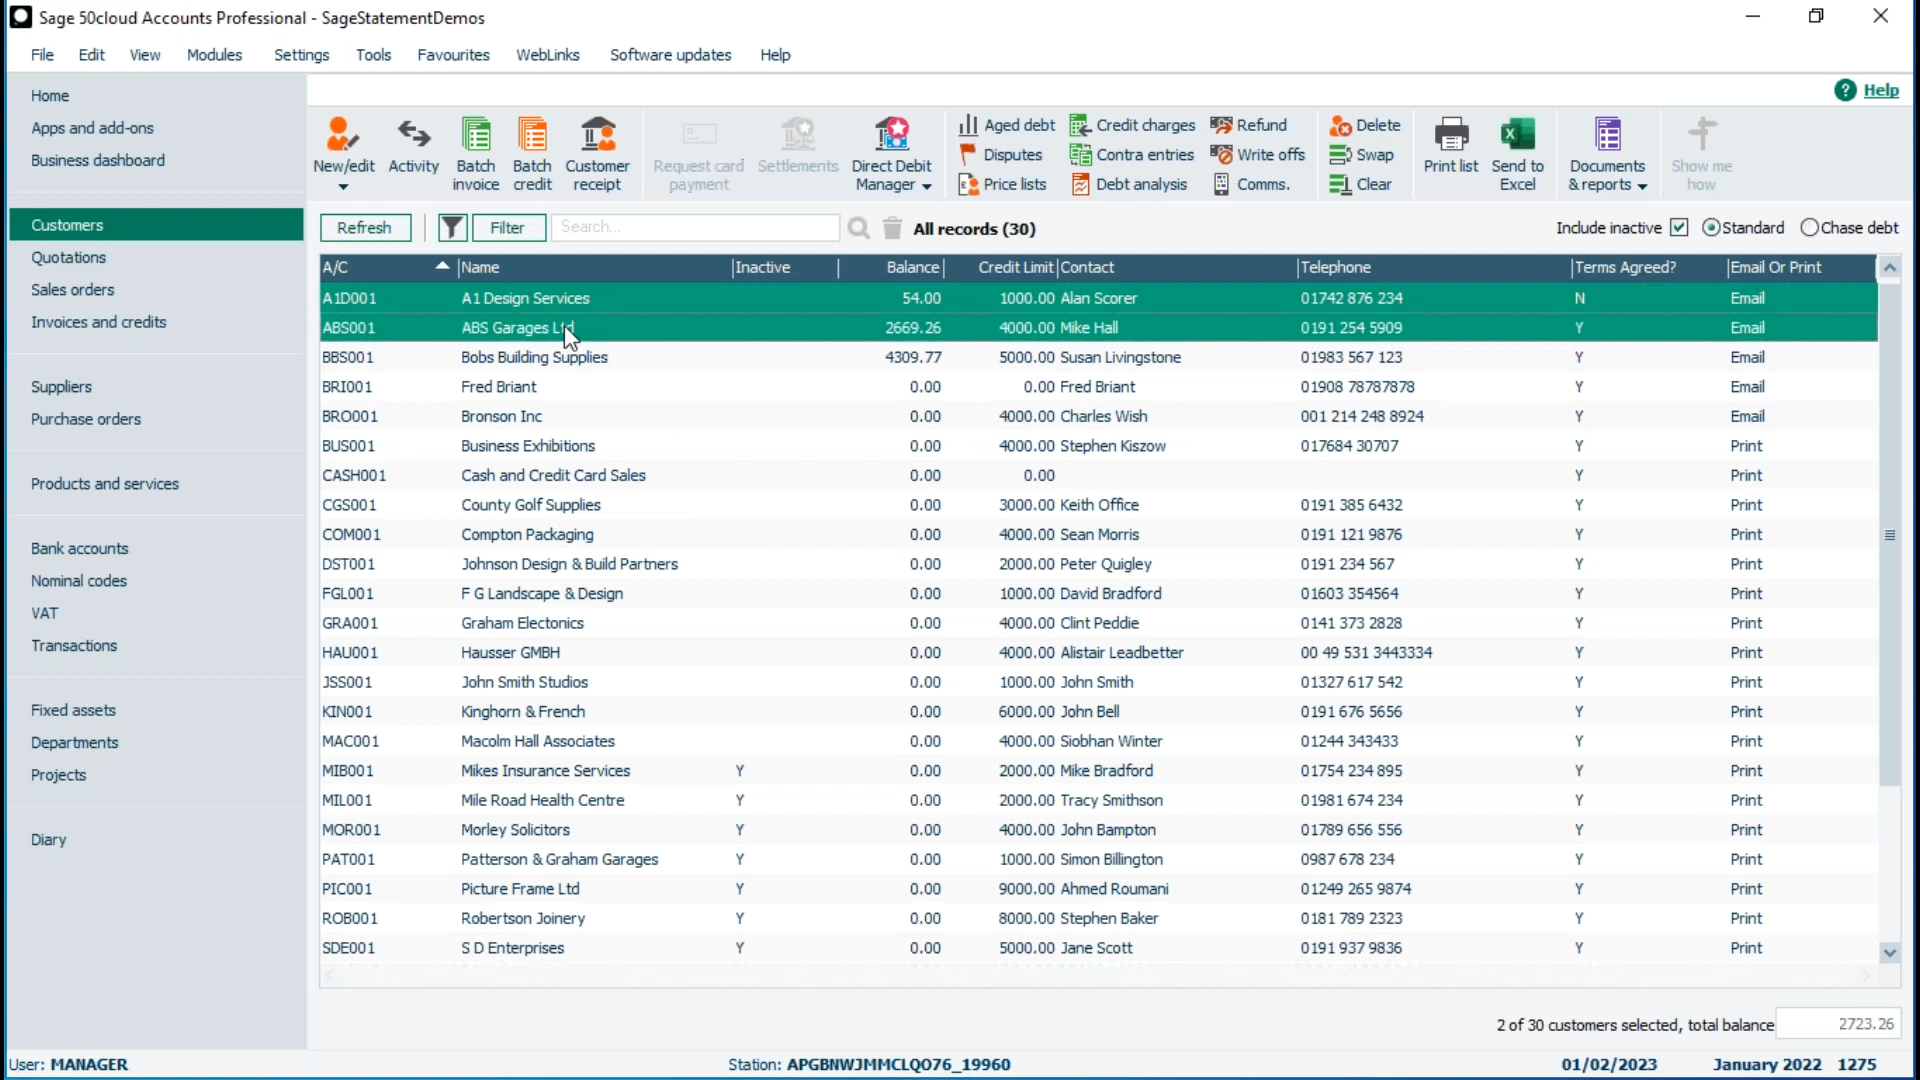 Sage 50cloud Accounts Professional - SageStatementDemos
File Edit View Modules Settings Tools Favourites WebLinks Software updates Help
Home
Apps and add-ons
Business dashboard
Customers
Quotations
Sales orders
Invoices and credits
Suppliers
Purchase orders
Products and services
Bank accounts
Nominal codes
VAT
Transactions
Fixed assets
Departments
Projects
Diary
? Help
New/edit
Activity
Batch
invoice
Batch
credit
Customer
receipt
Request card
payment
Settlements
Direct Debit
Manager
Aged debt
Disputes
Price lists
Credit charges
Contra entries
Debt analysis
Refund
Write offs
Comms.
Delete
Swap
Clear
Print list
Send to
Excel
Documents
& reports
Show me
how
Refresh Filter Search... All records (30) Include inactive Standard Chase debt
A/C Name Inactive Balance Credit Limit Contact Telephone Terms Agreed? Email Or Print
A1D001 A1 Design Services 54.00 1000.00 Alan Scorer 01742 876 234 N Email
ABS001 ABS Garages Ltd 2669.26 4000.00 Mike Hall 0191 254 5909 Y Email
BBS001 Bobs Building Supplies 4309.77 5000.00 Susan Livingstone 01983 567 123 Y Email
BRI001 Fred Briant 0.00 0.00 Fred Briant 01908 78787878 Y Email
BRO001 Bronson Inc 0.00 4000.00 Charles Wish 001 214 248 8924 Y Email
BUS001 Business Exhibitions 0.00 4000.00 Stephen Kiszow 017684 30707 Y Print
CASH001 Cash and Credit Card Sales 0.00 0.00 Y Print
CGS001 County Golf Supplies 0.00 3000.00 Keith Office 0191 385 6432 Y Print
COM001 Compton Packaging 0.00 4000.00 Sean Morris 0191 121 9876 Y Print
DST001 Johnson Design & Build Partners 0.00 2000.00 Peter Quigley 0191 234 567 Y Print
FGL001 F G Landscape & Design 0.00 1000.00 David Bradford 01603 354564 Y Print
GRA001 Graham Electonics 0.00 4000.00 Clint Peddie 0141 373 2828 Y Print
HAU001 Hausser GMBH 0.00 4000.00 Alistair Leadbetter 00 49 531 3443334 Y Print
JSS001 John Smith Studios 0.00 1000.00 John Smith 01327 617 542 Y Print
KIN001 Kinghorn & French 0.00 6000.00 John Bell 0191 676 5656 Y Print
MAC001 Macolm Hall Associates 0.00 4000.00 Siobhan Winter 01244 343433 Y Print
MIB001 Mikes Insurance Services Y 0.00 2000.00 Mike Bradford 01754 234 895 Y Print
MIL001 Mile Road Health Centre Y 0.00 2000.00 Tracy Smithson 01981 674 234 Y Print
MOR001 Morley Solicitors Y 0.00 4000.00 John Bampton 01789 656 556 Y Print
PAT001 Patterson & Graham Garages Y 0.00 1000.00 Simon Billington 0987 678 234 Y Print
PIC001 Picture Frame Ltd Y 0.00 9000.00 Ahmed Roumani 01249 265 9874 Y Print
ROB001 Robertson Joinery Y 0.00 8000.00 Stephen Baker 0181 789 2323 Y Print
SDE001 S D Enterprises Y 0.00 5000.00 Jane Scott 0191 937 9836 Y Print
2 of 30 customers selected, total balance 2723.26
User: MANAGER Station: APGBNWJMMCLQO76_19960 01/02/2023 January 2022 1275